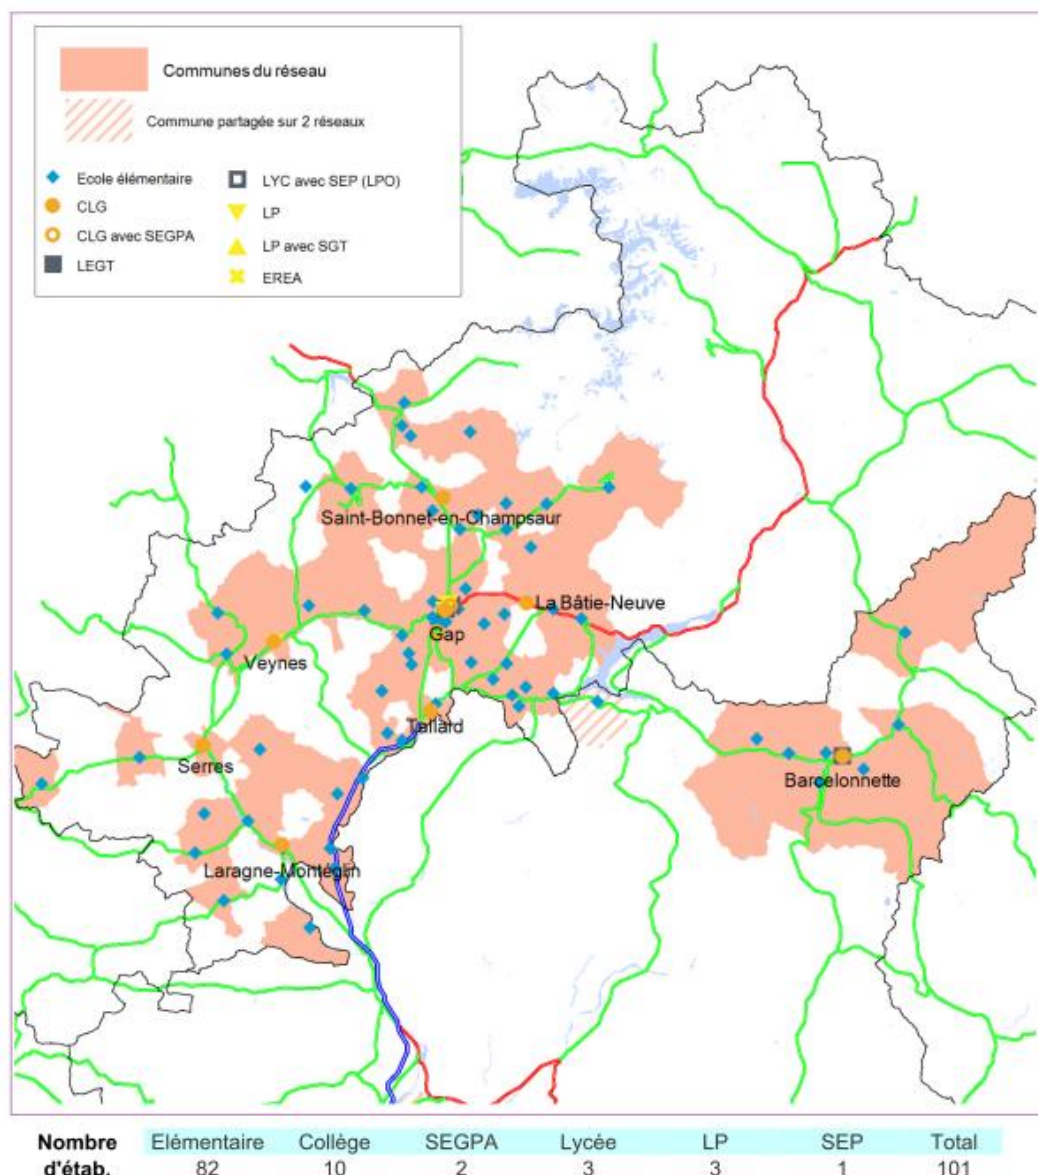 Communes du réseau
Commune partagée sur 2 réseaux
Ecole élémentaire
CLG
CLG avec SEGPA
LEGT
LYC avec SEP (LPO)
LP
LP avec SGT
EREA
Saint-Bonnet-en-Champsaur
La Bâtie-Neuve
Gap
Veynes
Tallard
Serres
Barcelonnette
Laragne-Montéglin
Nombre Elémentaire Collège SEGPA Lycée LP SEP Total
d'étab. 82 10 2 3 3 1 101